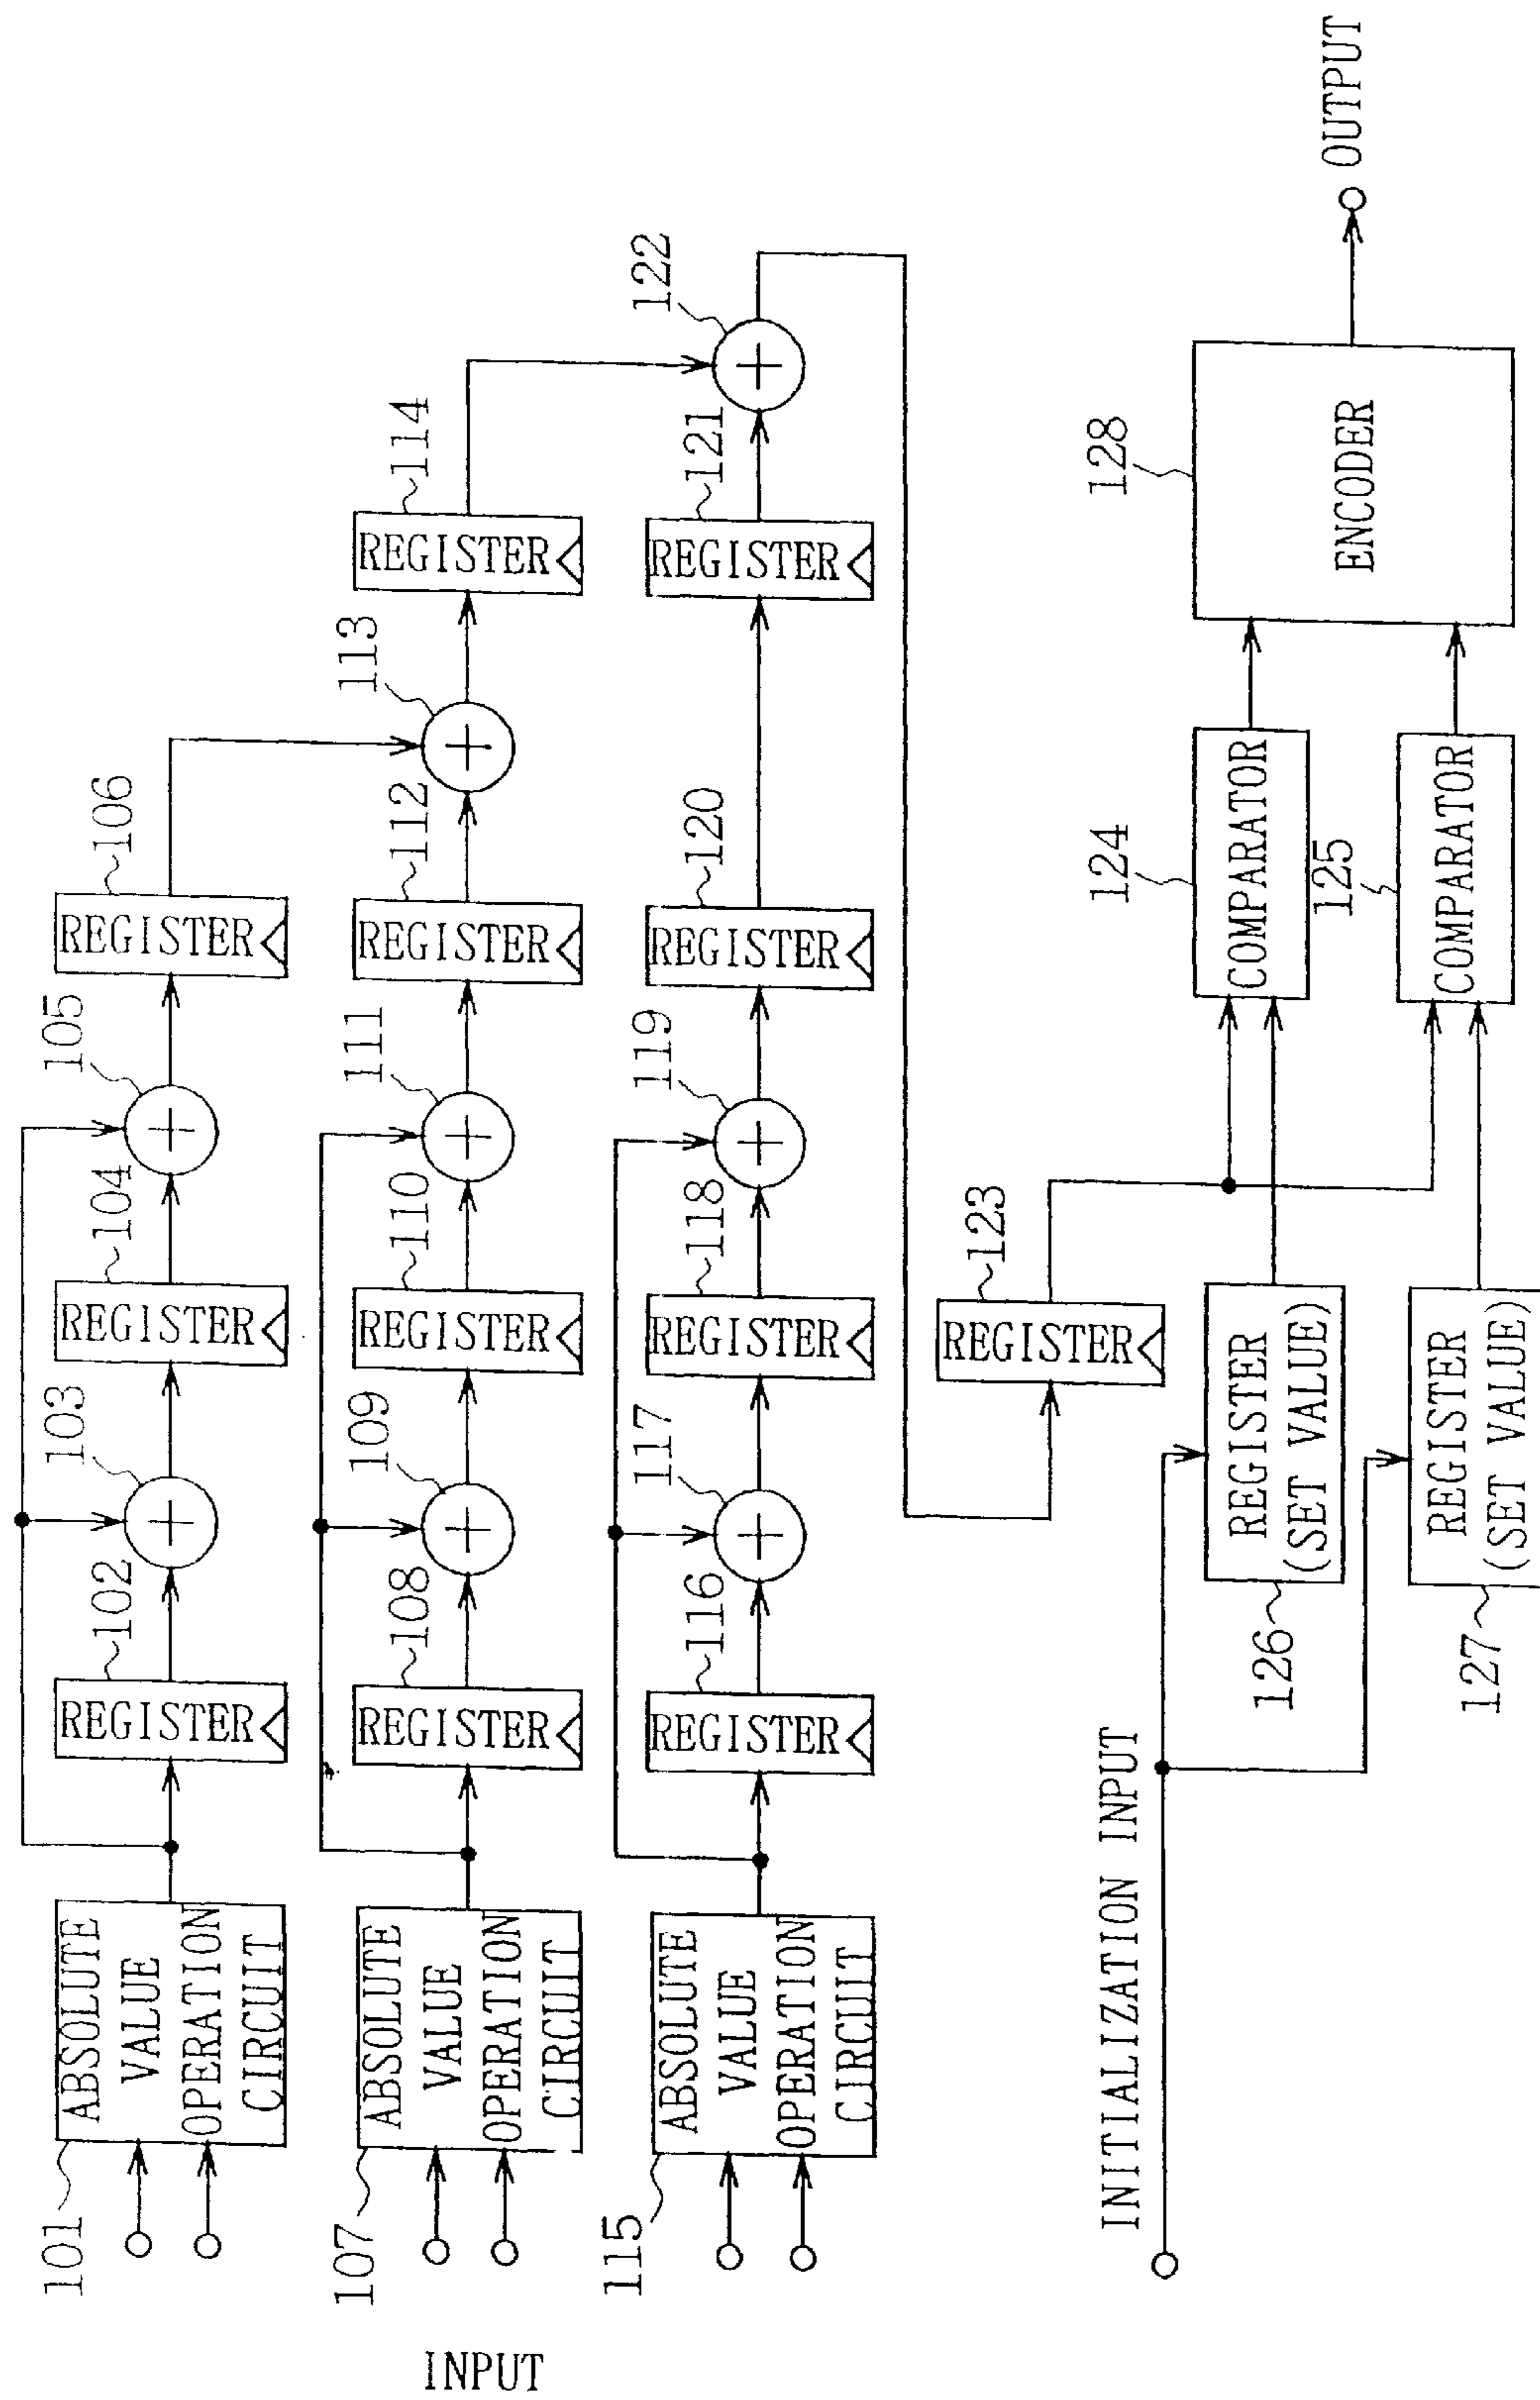 INPUT
101
ABSOLUTE
VALUE
OPERATION
CIRCUIT
102
REGISTER
103
104
REGISTER
105
106
REGISTER
107
ABSOLUTE
VALUE
OPERATION
CIRCUIT
108
REGISTER
109
110
REGISTER
111
112
REGISTER
113
114
REGISTER
115
ABSOLUTE
VALUE
OPERATION
CIRCUIT
116
REGISTER
117
118
REGISTER
119
120
REGISTER
121
REGISTER
122
123
REGISTER
INITIALIZATION INPUT
126
REGISTER
(SET VALUE)
127
REGISTER
(SET VALUE)
124
COMPARATOR
125
COMPARATOR
128
ENCODER
OUTPUT